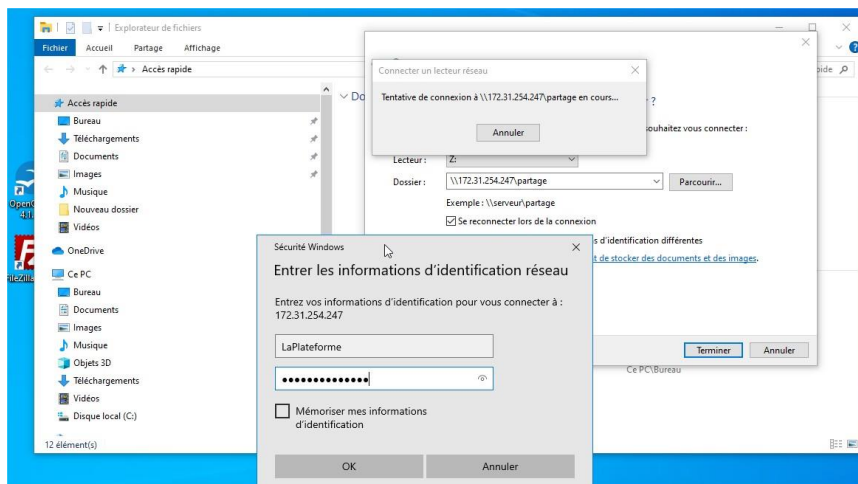 Explorateur de fichiers
Fichier Accueil Partage Affichage
Accès rapide
Accès rapide
Bureau
Téléchargements
Documents
Images
Musique
Nouveau dossier
Vidéos
OneDrive
Ce PC
Bureau
Documents
Images
Musique
Objets 3D
Téléchargements
Vidéos
Disque local (C:)
12 élément(s)
Do
Connecter un lecteur réseau
Tentative de connexion à \\172.31.254.247\partage en cours...
Annuler
?
souhaitez vous connecter :
Lecteur : Z:
Dossier : \\172.31.254.247\partage Parcourir...
Exemple : \\serveur\partage
Se reconnecter lors de la connexion
s d'identification différentes
t de stocker des documents et des images.
Terminer Annuler
Ce PC\Bureau
Sécurité Windows
Entrer les informations d'identification réseau
Entrez vos informations d'identification pour vous connecter à :
172.31.254.247
LaPlateforme
●●●●●●●●●●●●●●
Mémoriser mes informations
d'identification
OK Annuler